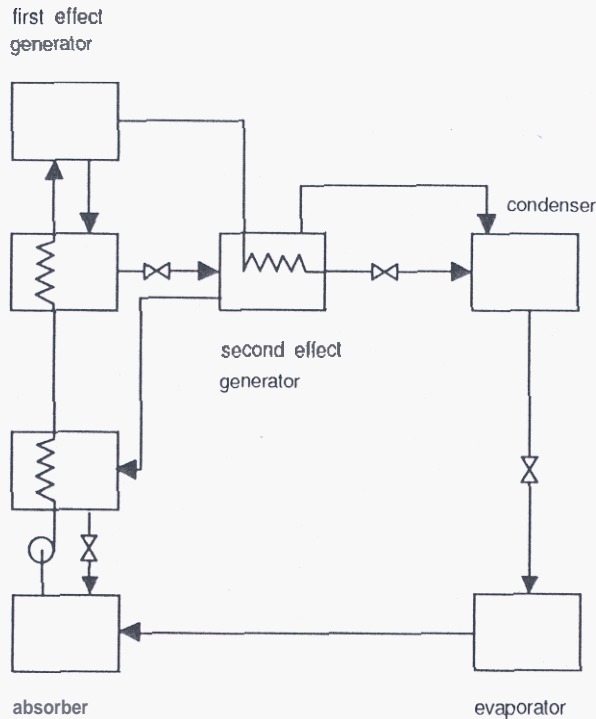 first effect
generator
condenser
second effect
generator
absorber
evaporator